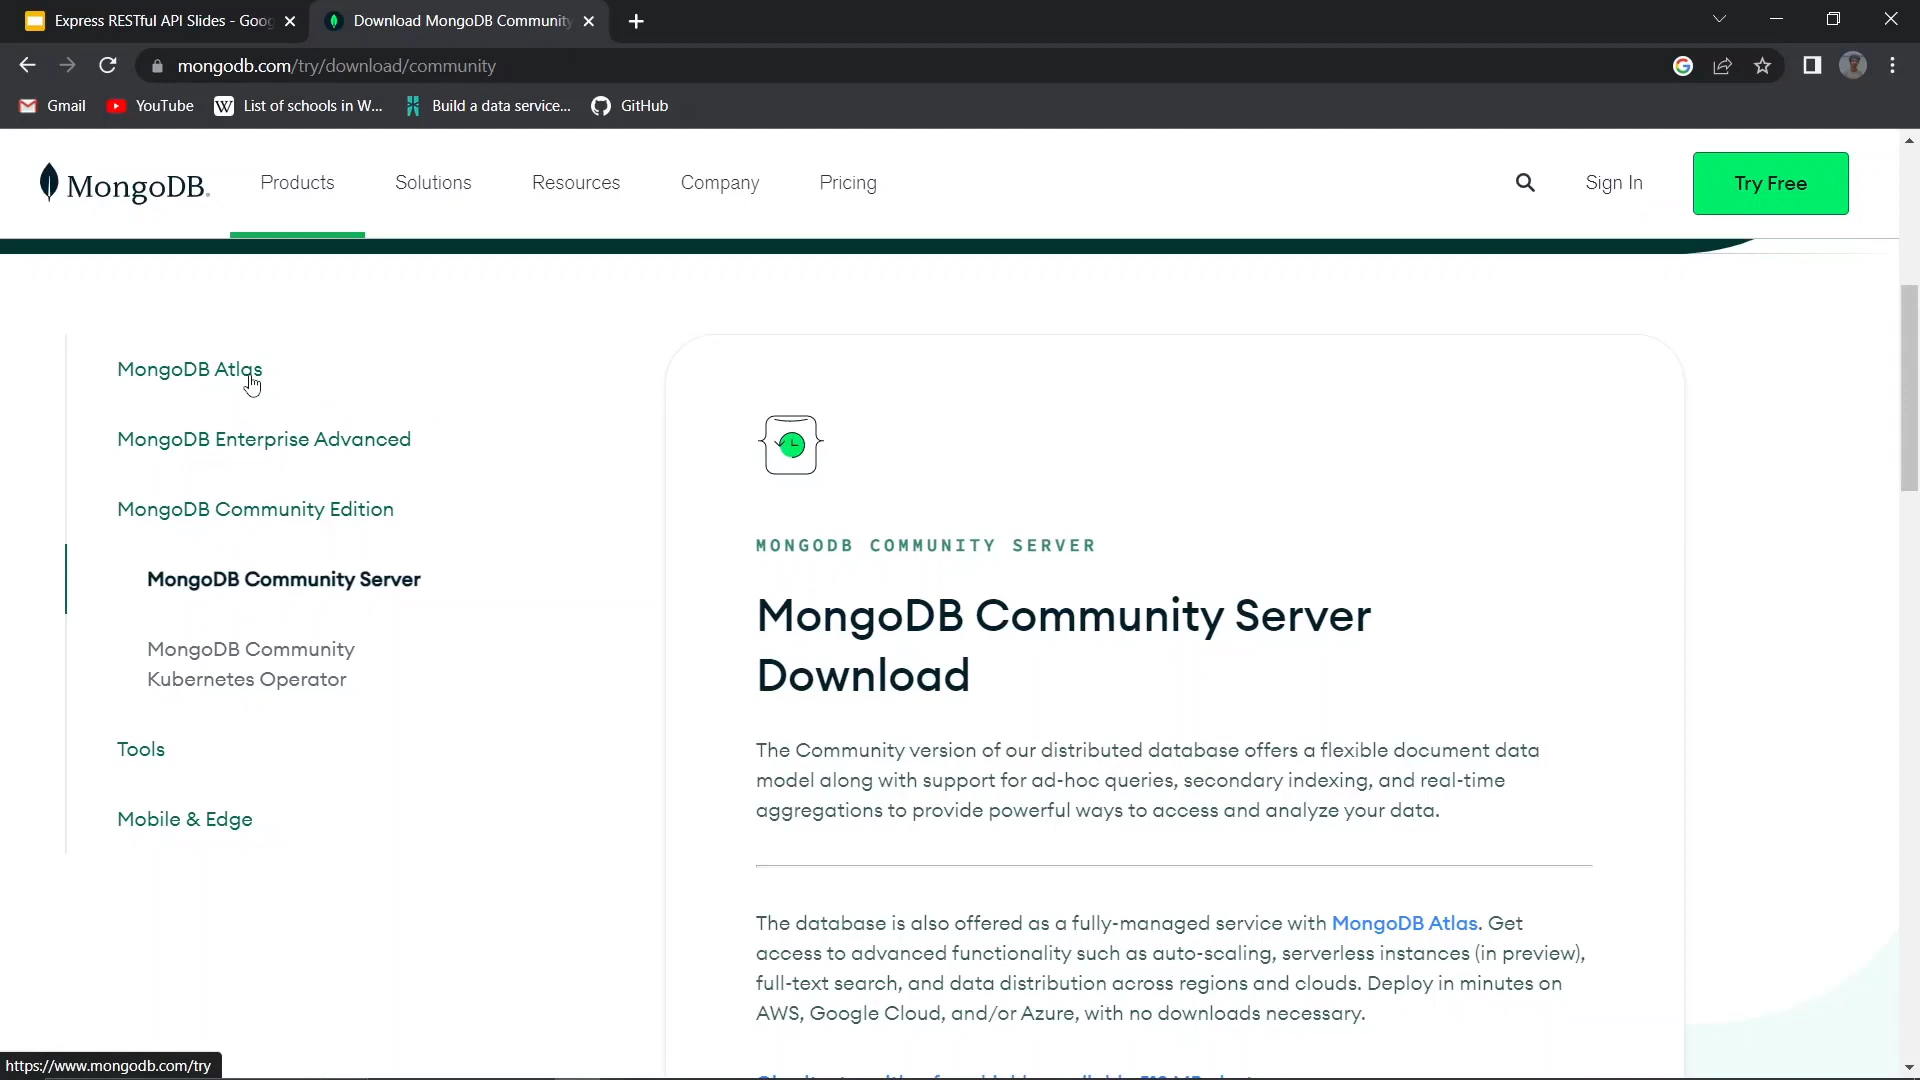 Express RESTful API Slides - Goog
Download MongoDB Community
mongodb.com/try/download/community
Gmail
YouTube
List of schools in W...
Build a data service...
GitHub
MongoDB.
Products
Solutions
Resources
Company
Pricing
Sign In
Try Free
MongoDB Atlas
MongoDB Enterprise Advanced
MongoDB Community Edition
MongoDB Community Server
MongoDB Community
Kubernetes Operator
Tools
Mobile & Edge
MONGODB COMMUNITY SERVER
MongoDB Community Server
Download
The Community version of our distributed database offers a flexible document data
model along with support for ad-hoc queries, secondary indexing, and real-time
aggregations to provide powerful ways to access and analyze your data.
The database is also offered as a fully-managed service with MongoDB Atlas. Get
access to advanced functionality such as auto-scaling, serverless instances (in preview),
full-text search, and data distribution across regions and clouds. Deploy in minutes on
AWS, Google Cloud, and/or Azure, with no downloads necessary.
https://www.mongodb.com/try